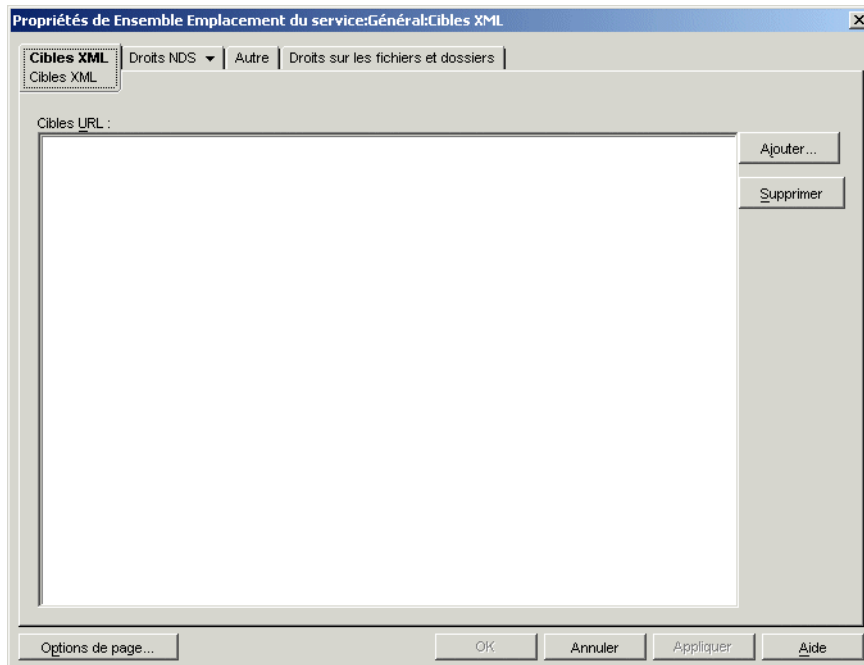 Propriétés de Ensemble Emplacement du service:Général:Cibles XML
Cibles XML Droits NDS Autre Droits sur les fichiers et dossiers
Cibles XML
Cibles URL :
Ajouter...
Supprimer
Options de page... OK Annuler Appliquer Aide